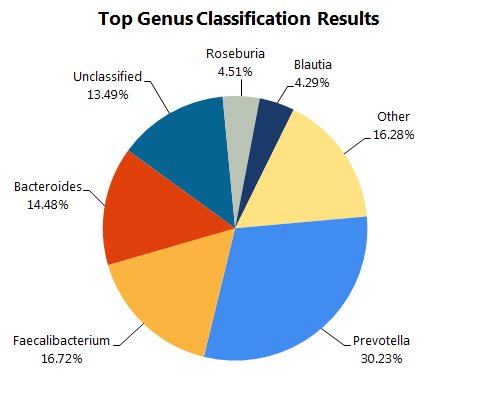 Top Genus Classification Results
Roseburia
4.51%
Blautia
4.29%
Unclassified
13.49%
Other
16.28%
Bacteroides
14.48%
Faecalibacterium
16.72%
Prevotella
30.23%